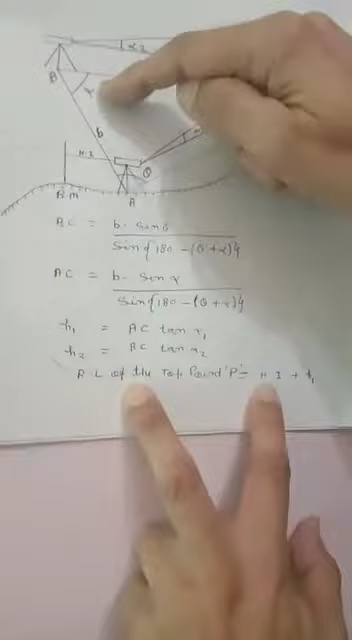 α2
B
γ
b
H.I
θ
B.M
A
AC = b. sinθ
sin{180 - (θ+γ)}
AC = b. sin γ
sin{180 - (θ+γ)}
h1 = AC tan α1
h2 = BC tan α2
R L of the Top Point 'P' = H I + h1